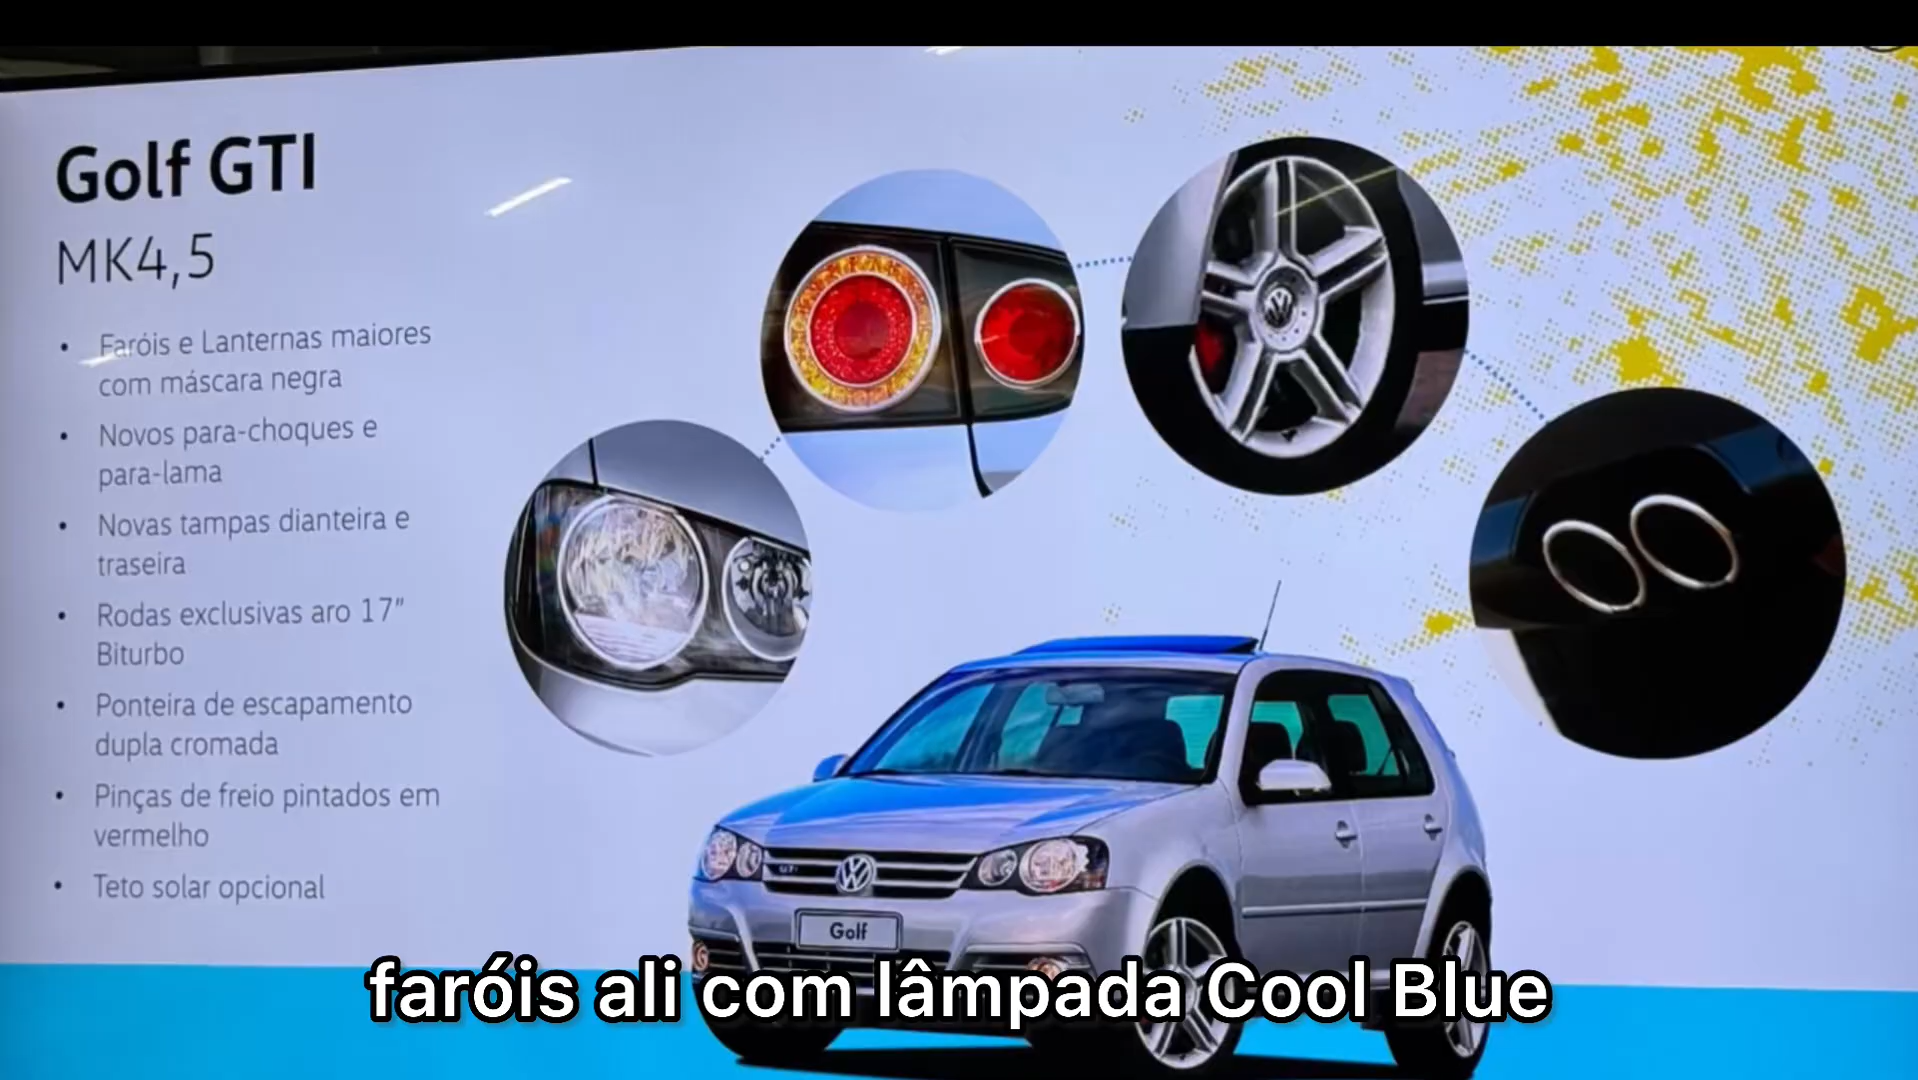 Golf GTI
MK4,5
• Faróis e Lanternas maiores
com máscara negra
• Novos para-choques e
para-lama
• Novas tampas dianteira e
traseira
• Rodas exclusivas aro 17"
Biturbo
• Ponteira de escapamento
dupla cromada
• Pinças de freio pintados em
vermelho
• Teto solar opcional
GTI
Golf
faróis ali com lâmpada Cool Blue